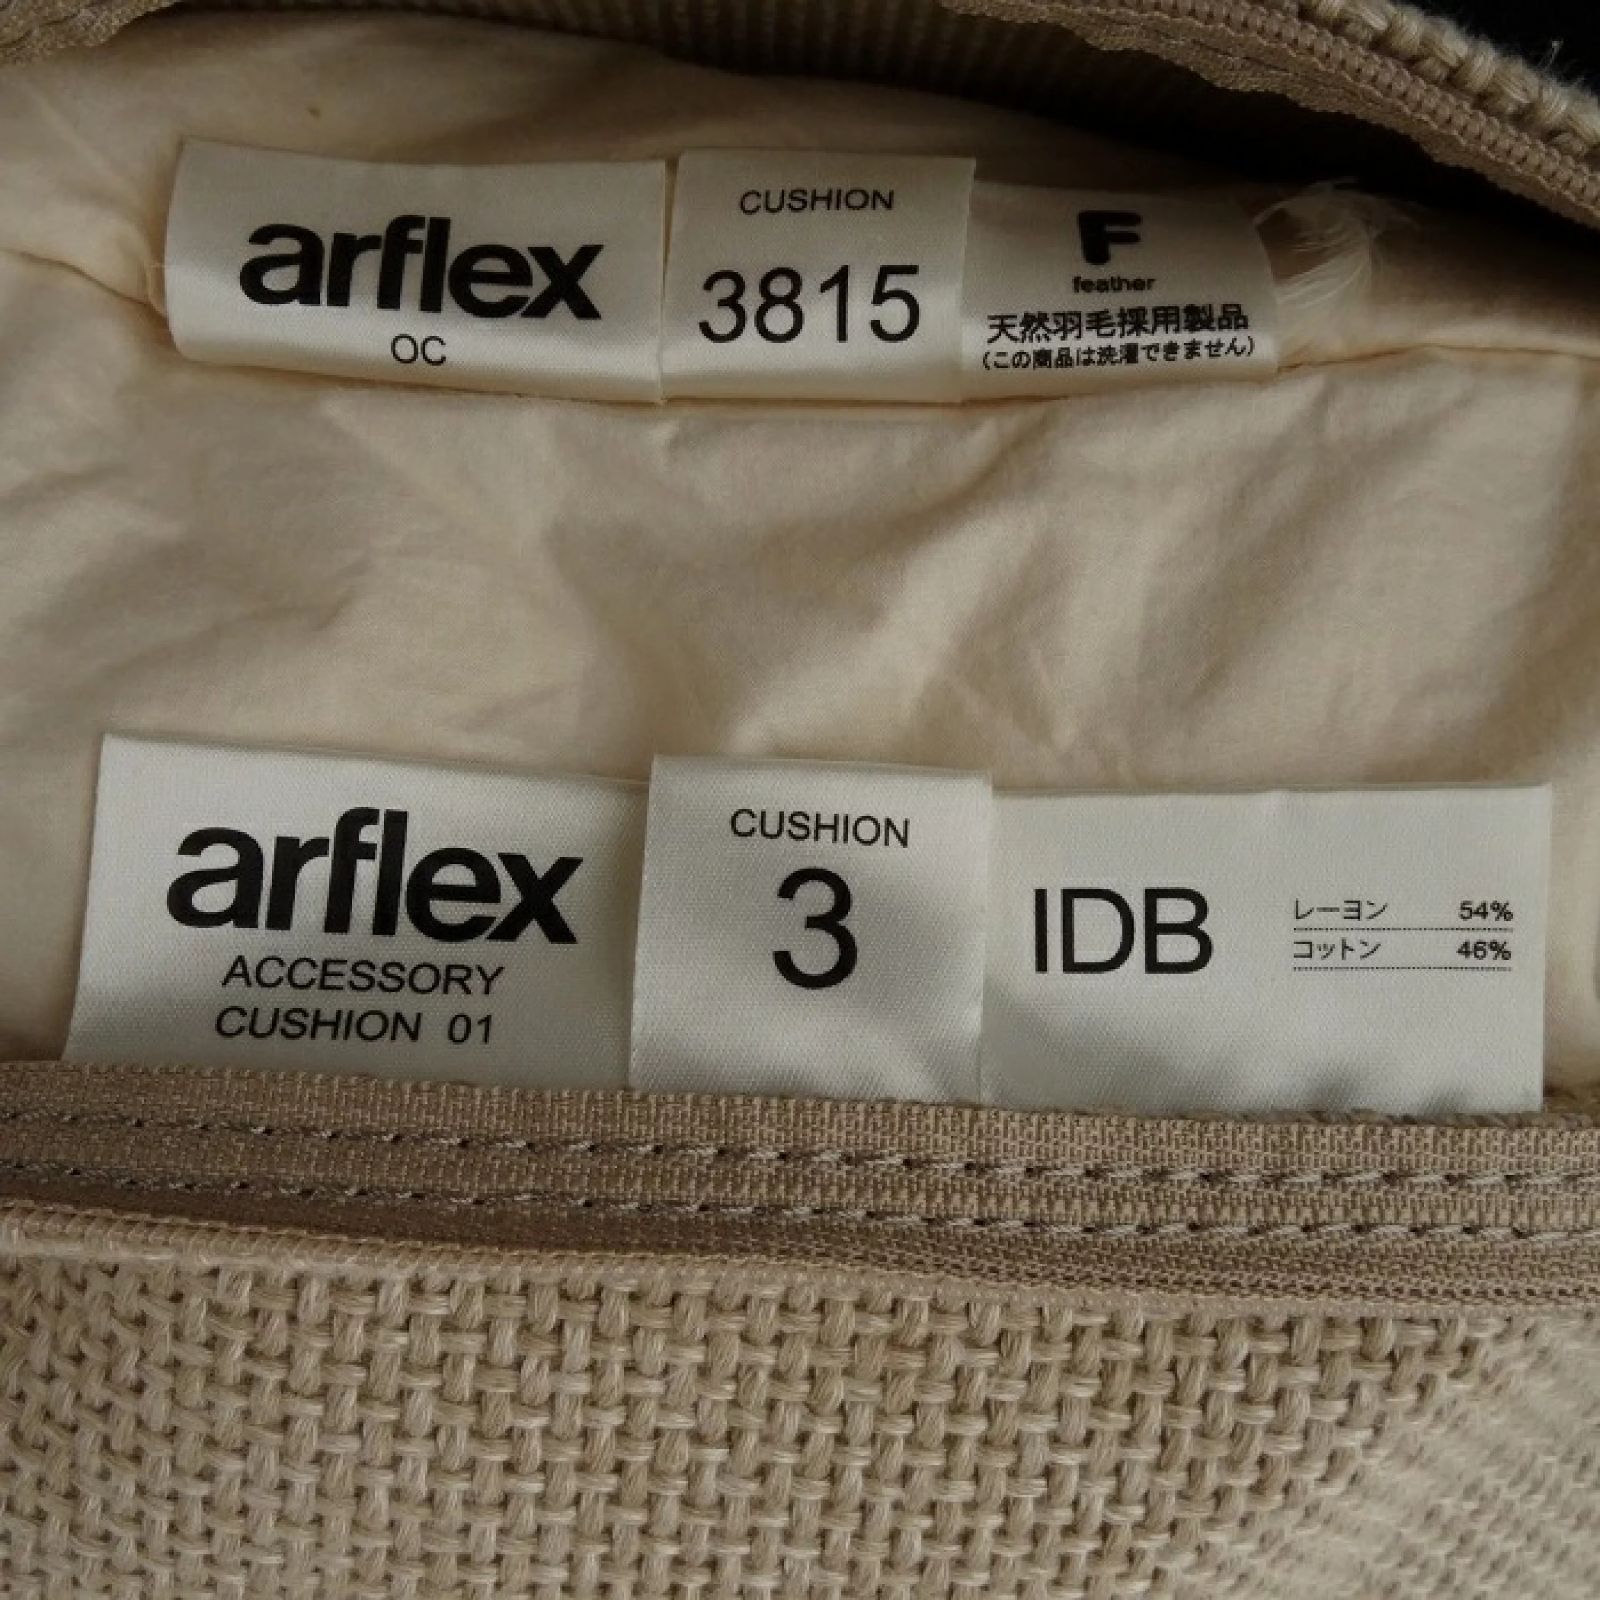 arflex
OC
CUSHION
3815
F
feather
天然羽毛採用製品
(この商品は洗濯できません)
arflex
ACCESSORY
CUSHION 01
CUSHION
3
IDB
レーヨン 54%
コットン 46%